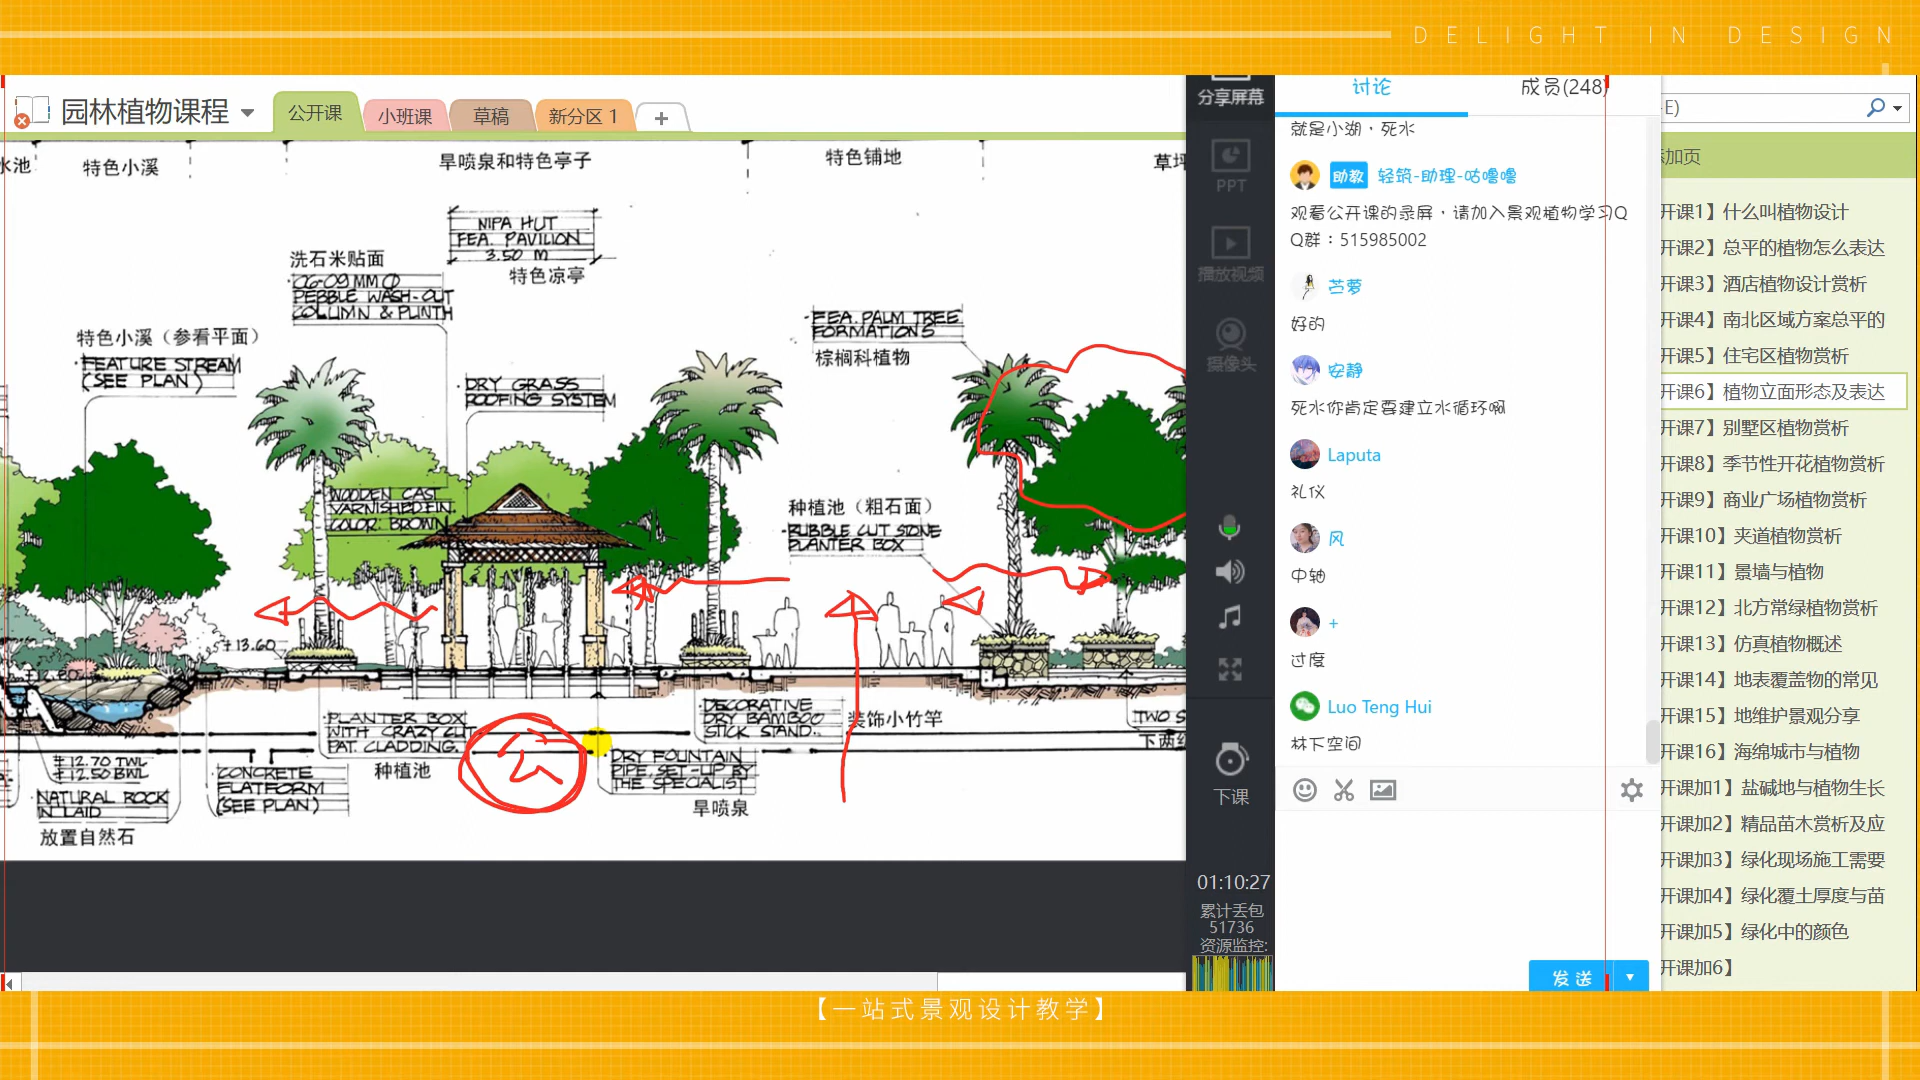 DELIGHT IN DESIGN
园林植物课程
公开课
小班课
草稿
新分区 1
水池
特色小溪
旱喷泉和特色亭子
特色铺地
草坪
NIPA HUT
FEA. PAVILION
3.50 M
特色凉亭
洗石米贴面
06-09 MM Ø
PEBBLE WASH-OUT
COLUMN & PLINTH
特色小溪（参看平面）
FEATURE STREAM
(SEE PLAN)
DRY GRASS
ROOFING SYSTEM
FEA. PALM TREE
FORMATIONS
棕榈科植物
WOODEN CAST
VARNISHED FIN.
COLOR: BROWN
种植池（粗石面）
RUBBLE CUT STONE
PLANTER BOX
+13.60
PLANTER BOX
WITH CRAZY CUT
PAT. CLADDING.
种植池
公
DECORATIVE
DRY BAMBOO
STICK STAND..
装饰小竹竿
TWO S
下两级
DRY FOUNTAIN
PIPE SET-UP BY
THE SPECIALIST
旱喷泉
+12.70 TWL
+12.50 BWL
NATURAL ROCK
IN LAID
放置自然石
CONCRETE
PLATFORM
(SEE PLAN)
分享屏幕
PPT
播放视频
摄像头
下课
01:10:27
累计丢包
51736
资源监控:
讨论
成员(248)
就是小湖，死水
助教 轻筑-助理-咕噜噜
观看公开课的录屏，请加入景观植物学习Q
Q群：515985002
苎萝
好的
安静
死水你肯定要建立水循环啊
Laputa
礼仪
风
中轴
+
过度
Luo Teng Hui
林下空间
发送
E)
添加页
开课1】什么叫植物设计
开课2】总平的植物怎么表达
开课3】酒店植物设计赏析
开课4】南北区域方案总平的
开课5】住宅区植物赏析
开课6】植物立面形态及表达
开课7】别墅区植物赏析
开课8】季节性开花植物赏析
开课9】商业广场植物赏析
开课10】夹道植物赏析
开课11】景墙与植物
开课12】北方常绿植物赏析
开课13】仿真植物概述
开课14】地表覆盖物的常见
开课15】地维护景观分享
开课16】海绵城市与植物
开课加1】盐碱地与植物生长
开课加2】精品苗木赏析及应
开课加3】绿化现场施工需要
开课加4】绿化覆土厚度与苗
开课加5】绿化中的颜色
开课加6】
【一站式景观设计教学】